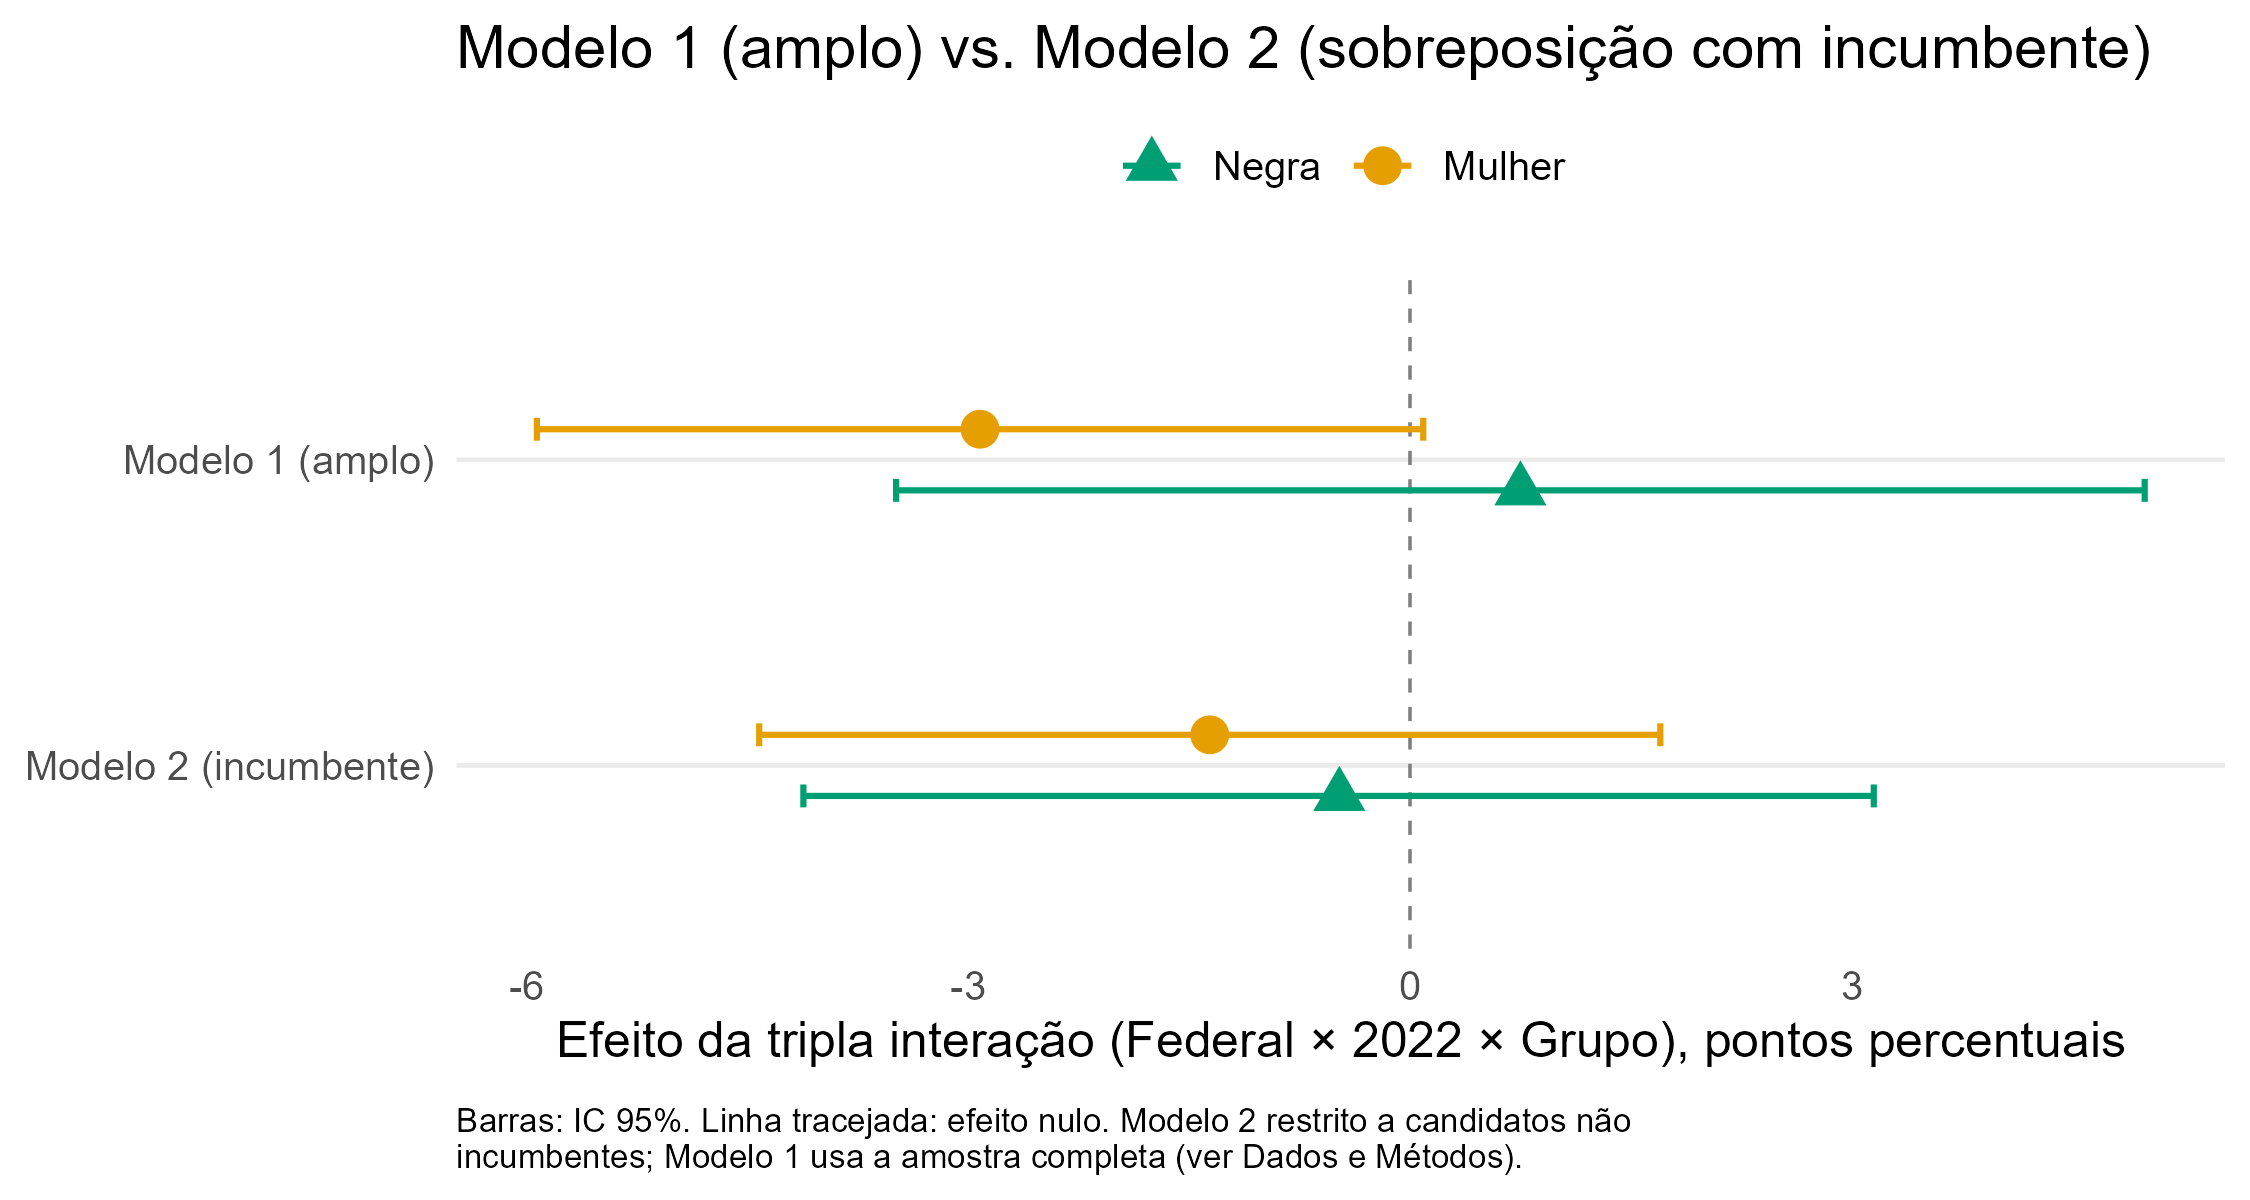 Modelo 1 (amplo) vs. Modelo 2 (sobreposição com incumbente)
Negra
Mulher
Modelo 1 (amplo)
Modelo 2 (incumbente)
-6
-3
0
3
Efeito da tripla interação (Federal × 2022 × Grupo), pontos percentuais
Barras: IC 95%. Linha tracejada: efeito nulo. Modelo 2 restrito a candidatos não
incumbentes; Modelo 1 usa a amostra completa (ver Dados e Métodos).